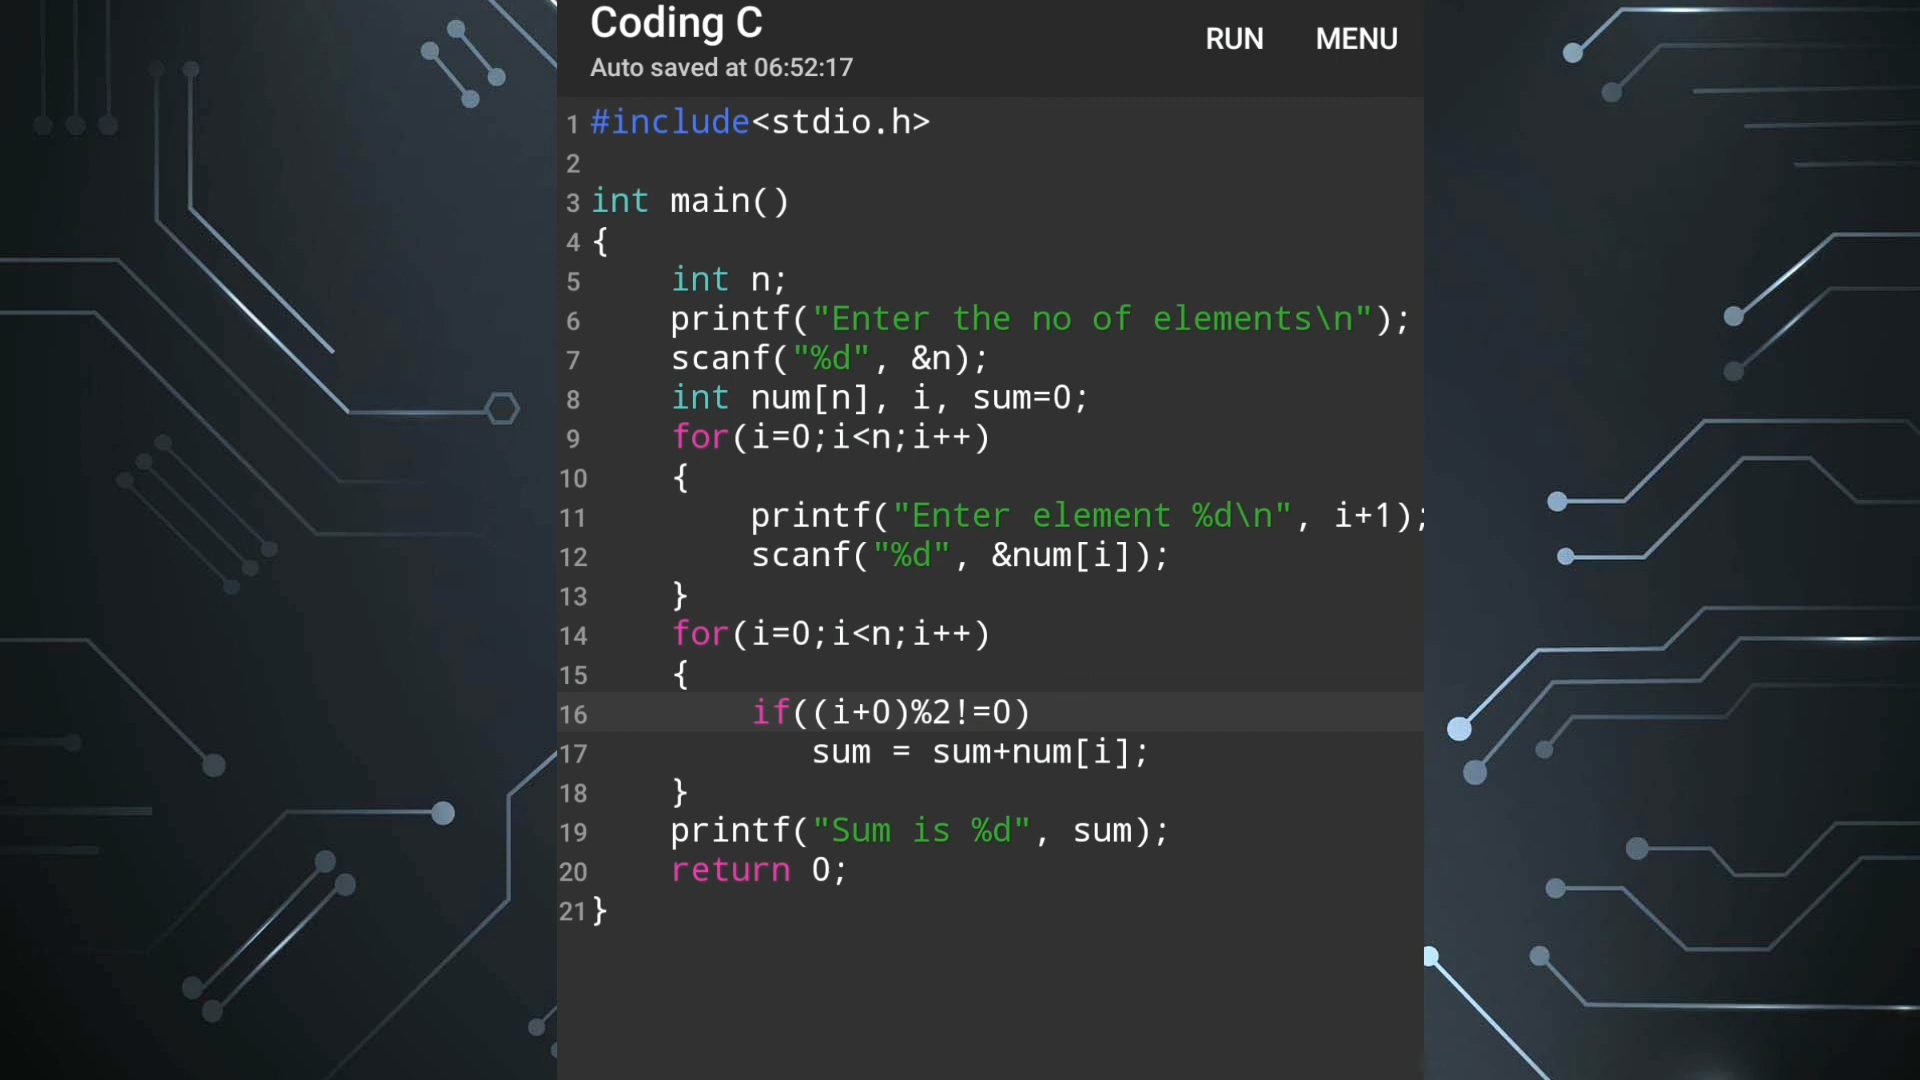 Coding C
RUN MENU
Auto saved at 06:52:17
1 #include<stdio.h>
2
3 int main()
4 {
5     int n;
6     printf("Enter the no of elements\n");
7     scanf("%d", &n);
8     int num[n], i, sum=0;
9     for(i=0;i<n;i++)
10     {
11         printf("Enter element %d\n", i+1);
12         scanf("%d", &num[i]);
13     }
14     for(i=0;i<n;i++)
15     {
16         if((i+0)%2!=0)
17            sum = sum+num[i];
18     }
19     printf("Sum is %d", sum);
20     return 0;
21 }